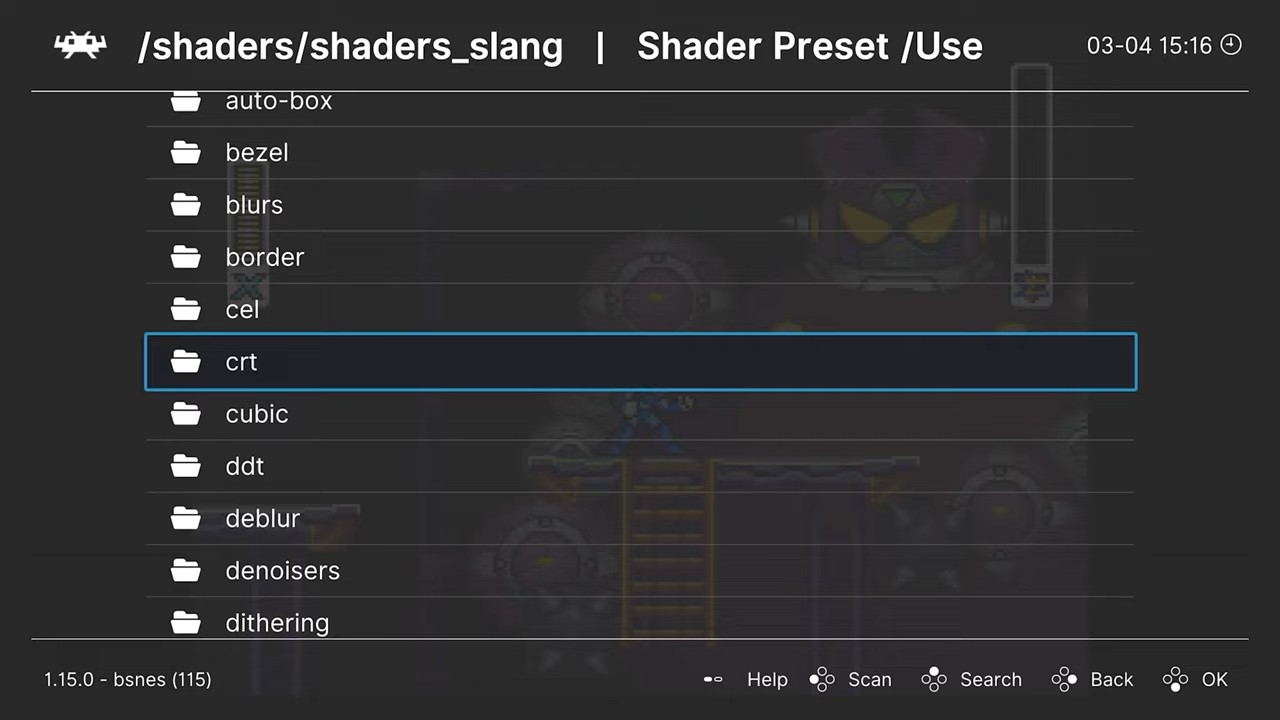 /shaders/shaders_slang | Shader Preset /Use
03-04 15:16
auto-box
bezel
blurs
border
cel
crt
cubic
ddt
deblur
denoisers
dithering
1.15.0 - bsnes (115)
Help Scan Search Back OK